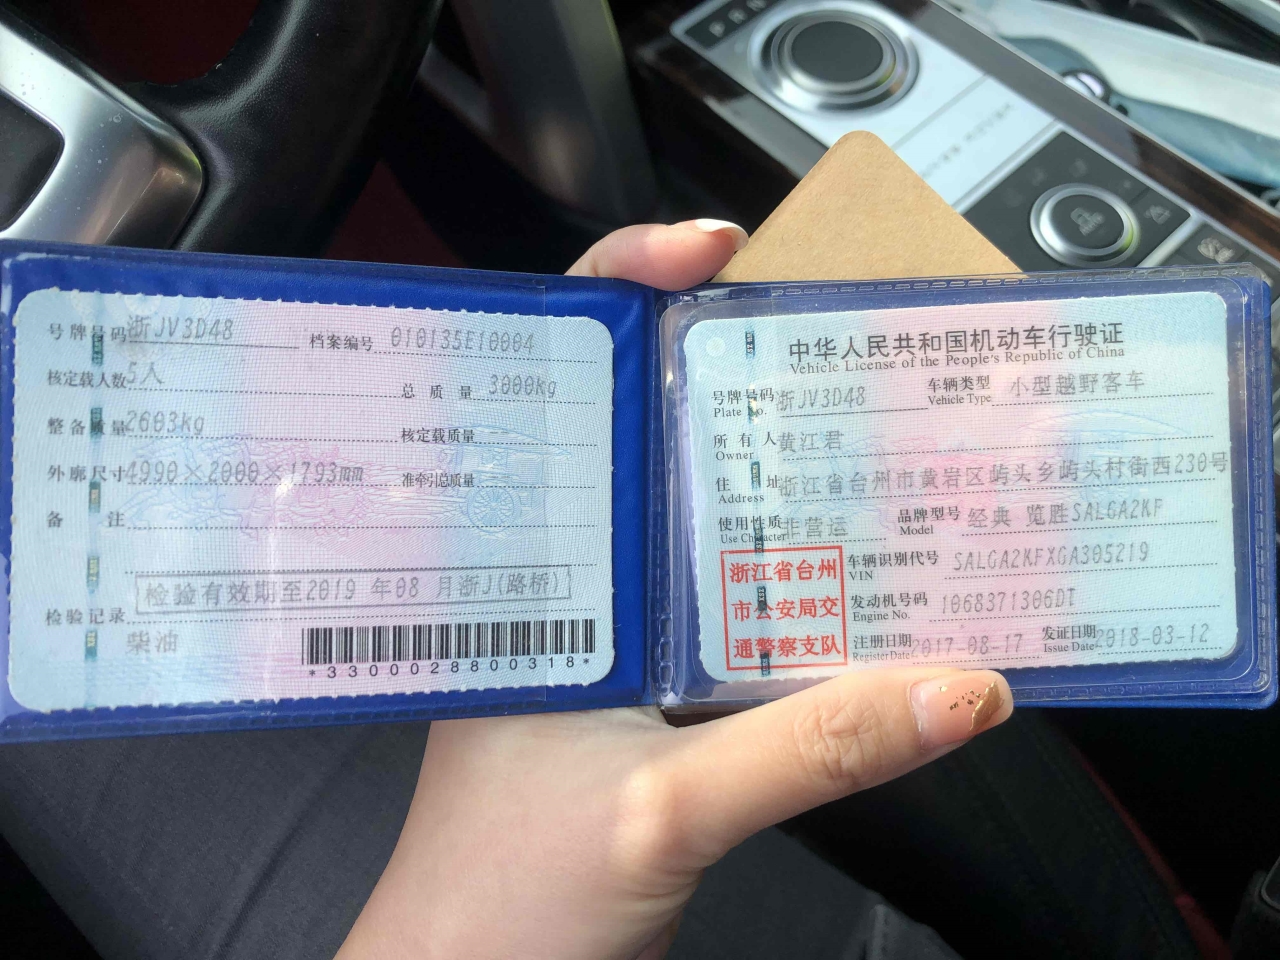 号牌号码 浙JV3D48 档案编号 010135E10004
核定载人数 5人 总质量 3000kg
整备质量 2603kg 核定载质量
外廓尺寸 4990×2000×1793mm 准牵引总质量
备注
检验有效期至2019 年08 月浙J(路桥)
检验记录
柴油
*3300028800318*
中华人民共和国机动车行驶证
Vehicle License of the People's Republic of China
号牌号码 浙JV3D48 车辆类型 小型越野客车
Plate No. Vehicle Type
所有人 黄江君
Owner
住址 浙江省台州市黄岩区屿头乡屿头村街西230号
Address
使用性质 非营运 品牌型号 经典 览胜SALGA2KF
Use Character Model
浙江省台州
市公安局交
通警察支队
车辆识别代号 SALGA2KFXGA305219
VIN
发动机号码 1068371306DT
Engine No.
注册日期 2017-08-17 发证日期 2018-03-12
Register Date Issue Date
P R N
AUTO